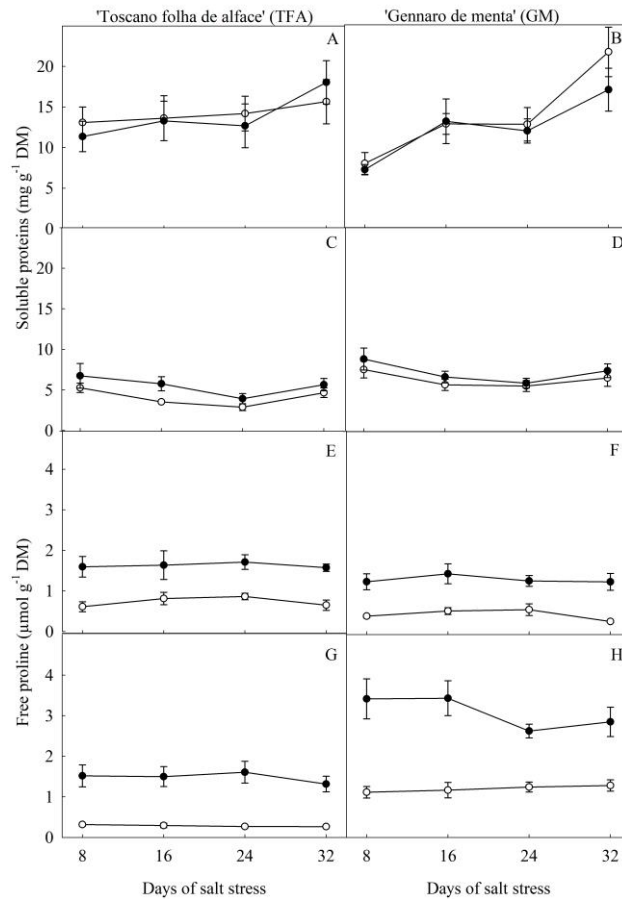 'Toscano folha de alface' (TFA)
'Gennaro de menta' (GM)
A
B
20
15
10
5
0
C
D
20
15
10
5
0
Soluble proteins (mg g⁻¹ DM)
E
F
4
3
2
1
0
G
H
4
3
2
1
0
Free proline (μmol g⁻¹ DM)
8 16 24 32
8 16 24 32
Days of salt stress
Days of salt stress